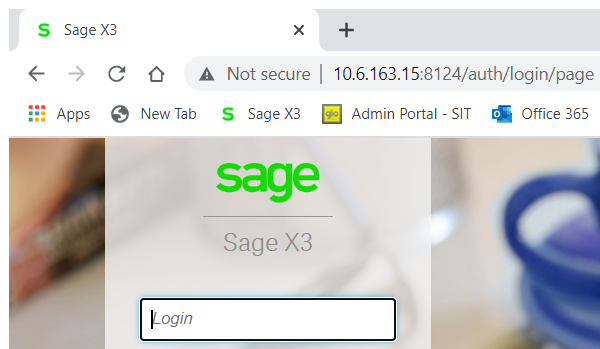 Sage X3
Not secure | 10.6.163.15:8124/auth/login/page
Apps New Tab Sage X3 glo Admin Portal - SIT Office 365
sage
Sage X3
Login